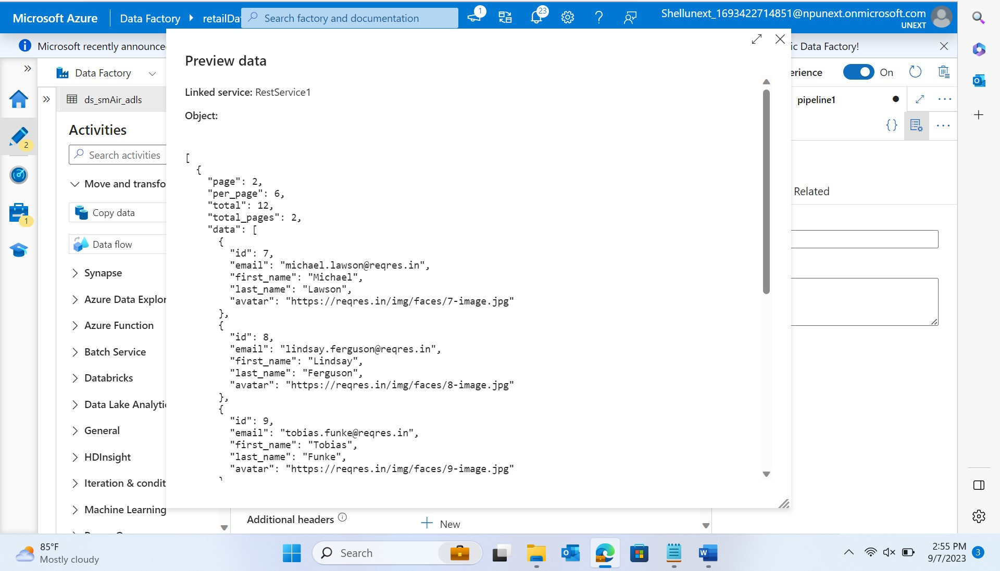 Microsoft Azure
Data Factory
retailDa
Search factory and documentation
1
23
Shellunext_1693422714851@npunext.onmicrosoft.com
UNEXT
Microsoft recently announce
ic Data Factory!
Data Factory
erience
On
ds_smAir_adls
pipeline1
2
1
Activities
Search activities
Move and transfo
Copy data
Data flow
Synapse
Azure Data Explor
Azure Function
Batch Service
Databricks
Data Lake Analytic
General
HDInsight
Iteration & condit
Machine Learning
Preview data
Linked service: RestService1
Object:
[
{
"page": 2,
"per_page": 6,
"total": 12,
"total_pages": 2,
"data": [
{
"id": 7,
"email": "michael.lawson@reqres.in",
"first_name": "Michael",
"last_name": "Lawson",
"avatar": "https://reqres.in/img/faces/7-image.jpg"
},
{
"id": 8,
"email": "lindsay.ferguson@reqres.in",
"first_name": "Lindsay",
"last_name": "Ferguson",
"avatar": "https://reqres.in/img/faces/8-image.jpg"
},
{
"id": 9,
"email": "tobias.funke@reqres.in",
"first_name": "Tobias",
"last_name": "Funke",
"avatar": "https://reqres.in/img/faces/9-image.jpg"
}
Related
Additional headers
New
85°F
Mostly cloudy
Search
2:55 PM
9/7/2023
3